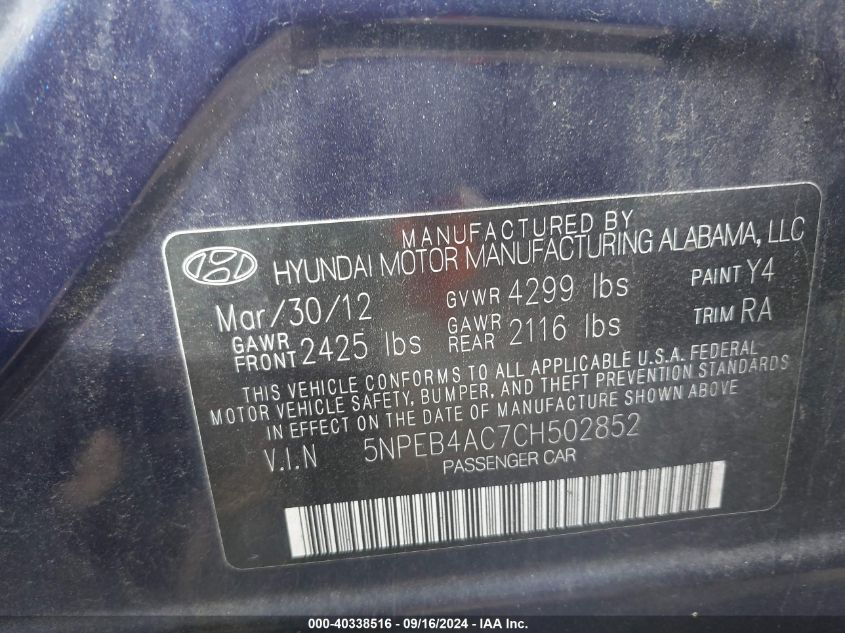 MANUFACTURED BY
HYUNDAI MOTOR MANUFACTURING ALABAMA, LLC
Mar/30/12 GVWR 4299 lbs PAINT Y4
GAWR FRONT 2425 lbs GAWR REAR 2116 lbs TRIM RA
THIS VEHICLE CONFORMS TO ALL APPLICABLE U.S.A. FEDERAL
MOTOR VEHICLE SAFETY, BUMPER, AND THEFT PREVENTION STANDARDS
IN EFFECT ON THE DATE OF MANUFACTURE SHOWN ABOVE
V.I.N 5NPEB4AC7CH502852
PASSENGER CAR
000-40338516 - 09/16/2024 - IAA Inc.